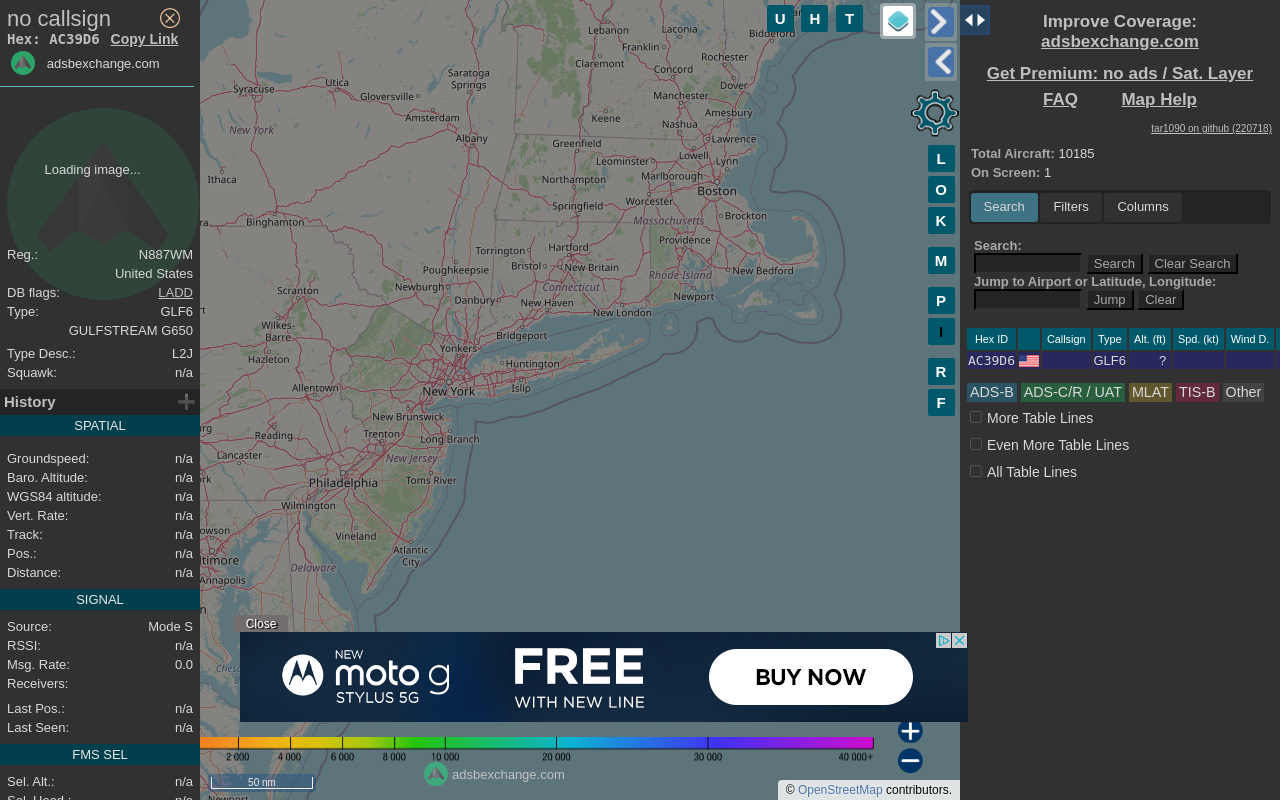 no callsign
Hex: AC39D6 Copy Link
adsbexchange.com
Loading image...
Reg.: N887WM
United States
DB flags: LADD
Type: GLF6
GULFSTREAM G650
Type Desc.: L2J
Squawk: n/a
History
SPATIAL
Groundspeed: n/a
Baro. Altitude: n/a
WGS84 altitude: n/a
Vert. Rate: n/a
Track: n/a
Pos.: n/a
Distance: n/a
SIGNAL
Source: Mode S
RSSI: n/a
Msg. Rate: 0.0
Receivers:
Last Pos.: n/a
Last Seen: n/a
FMS SEL
Sel. Alt.: n/a
U H T
L
O
K
M
P
I
R
F
Lebanon
Laconia
Biddeford
Franklin
Claremont
Rochester
Concord
Dover
Utica
Saratoga
Springs
Syracuse
Gloversville
Manchester
Amesbury
Amsterdam
Keene
Nashua
New York
Albany
Lawrence
Greenfield
Leominster
Lowell
Lynn
Ithaca
Northampton
Marlborough
Boston
Worcester
Springfield
Binghamton
Massachusetts
Brockton
Providence
Torrington
Hartford
Bristol
New Britain
Poughkeepsie
Rhode Island
New Bedford
Connecticut
Newburgh
Scranton
Danbury
New Haven
Newport
New London
Wilkes-
Barre
Bridgeport
Hazleton
Yonkers
Huntington
Allentown
New York
Islip
New Brunswick
Reading
Trenton
Long Branch
Lancaster
New Jersey
Philadelphia
Toms River
Wilmington
Vineland
Atlantic
City
Delaware
Annapolis
Close
NEW
moto g
STYLUS 5G
FREE
WITH NEW LINE
BUY NOW
2 000 4 000 6 000 8 000 10 000 20 000 30 000 40 000+
adsbexchange.com
50 nm
© OpenStreetMap contributors.
Improve Coverage:
adsbexchange.com
Get Premium: no ads / Sat. Layer
FAQ Map Help
tar1090 on github (220718)
Total Aircraft: 10185
On Screen: 1
Search Filters Columns
Search:
Search Clear Search
Jump to Airport or Latitude, Longitude:
Jump Clear
Hex ID Callsign Type Alt. (ft) Spd. (kt) Wind D.
AC39D6 GLF6 ?
ADS-B ADS-C/R / UAT MLAT TIS-B Other
More Table Lines
Even More Table Lines
All Table Lines